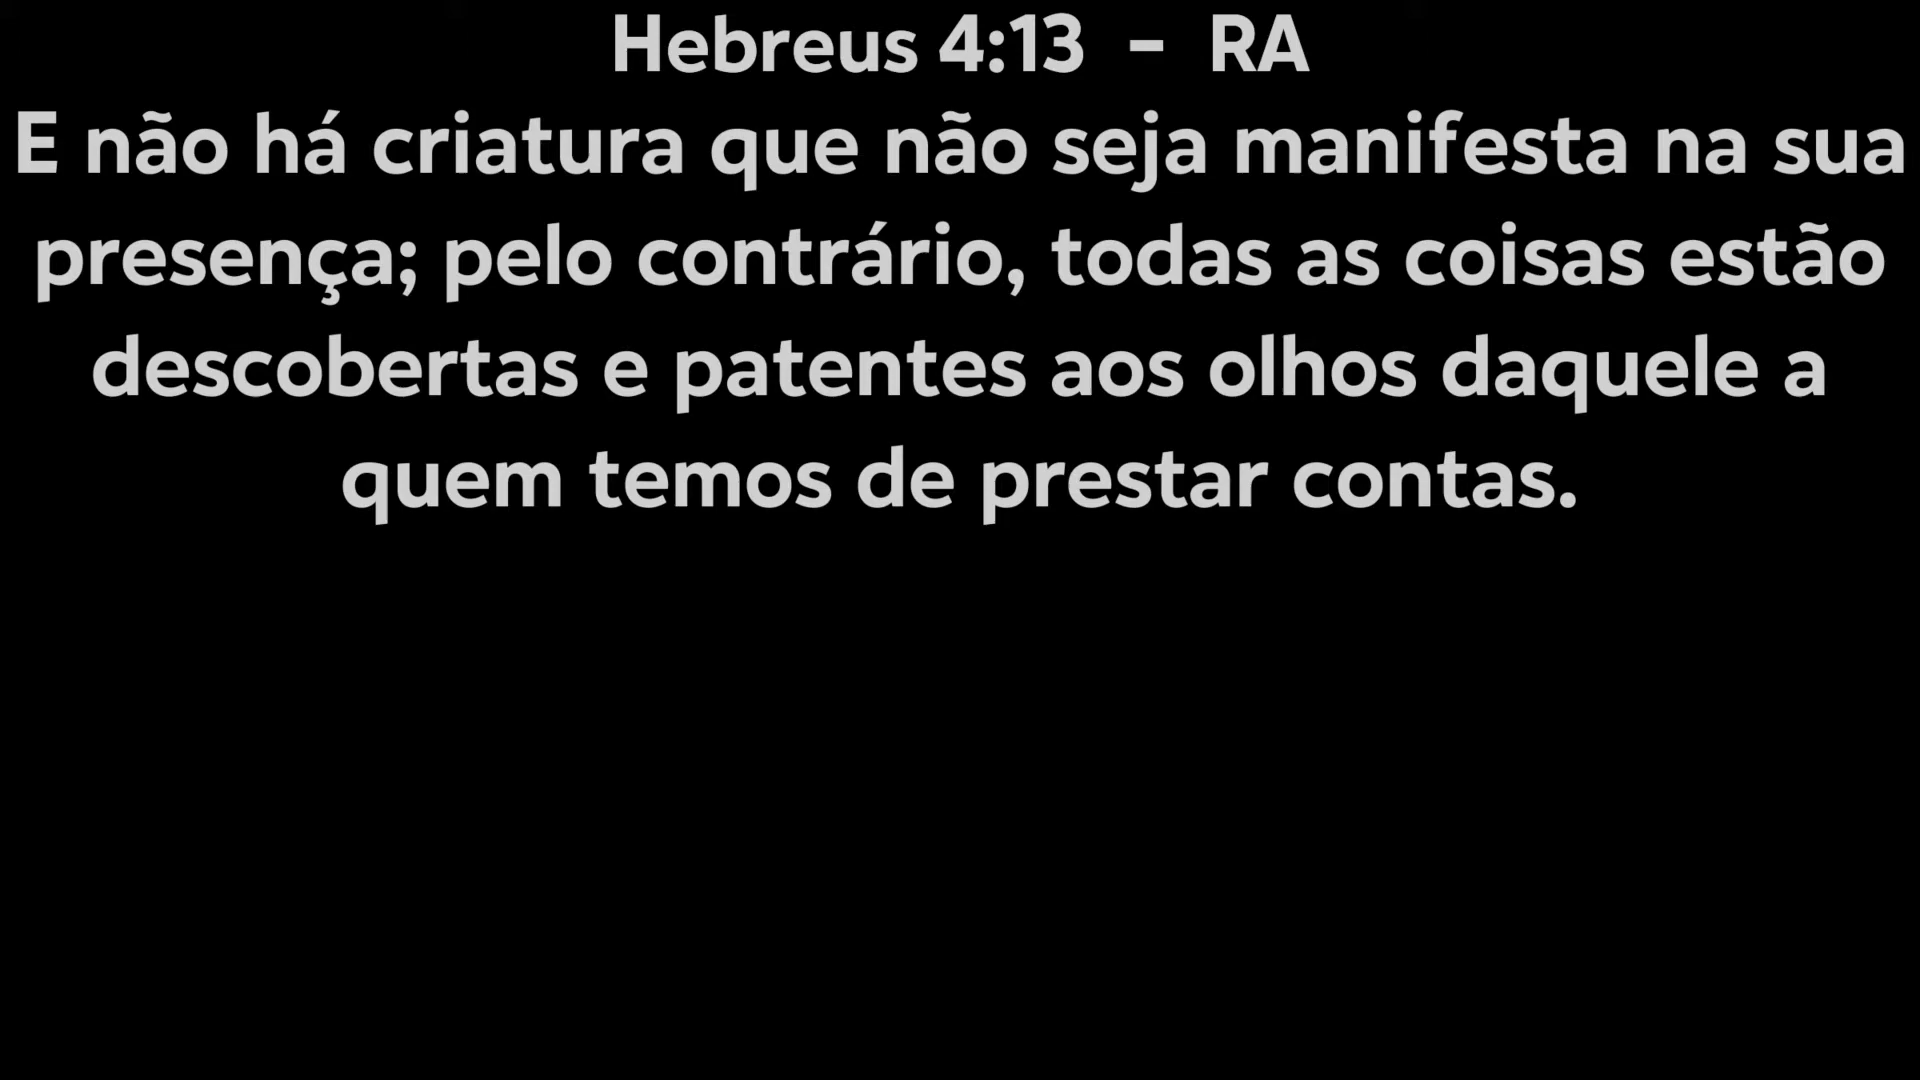 Hebreus 4:13 - RA
E não há criatura que não seja manifesta na sua
presença; pelo contrário, todas as coisas estão
descobertas e patentes aos olhos daquele a
quem temos de prestar contas.